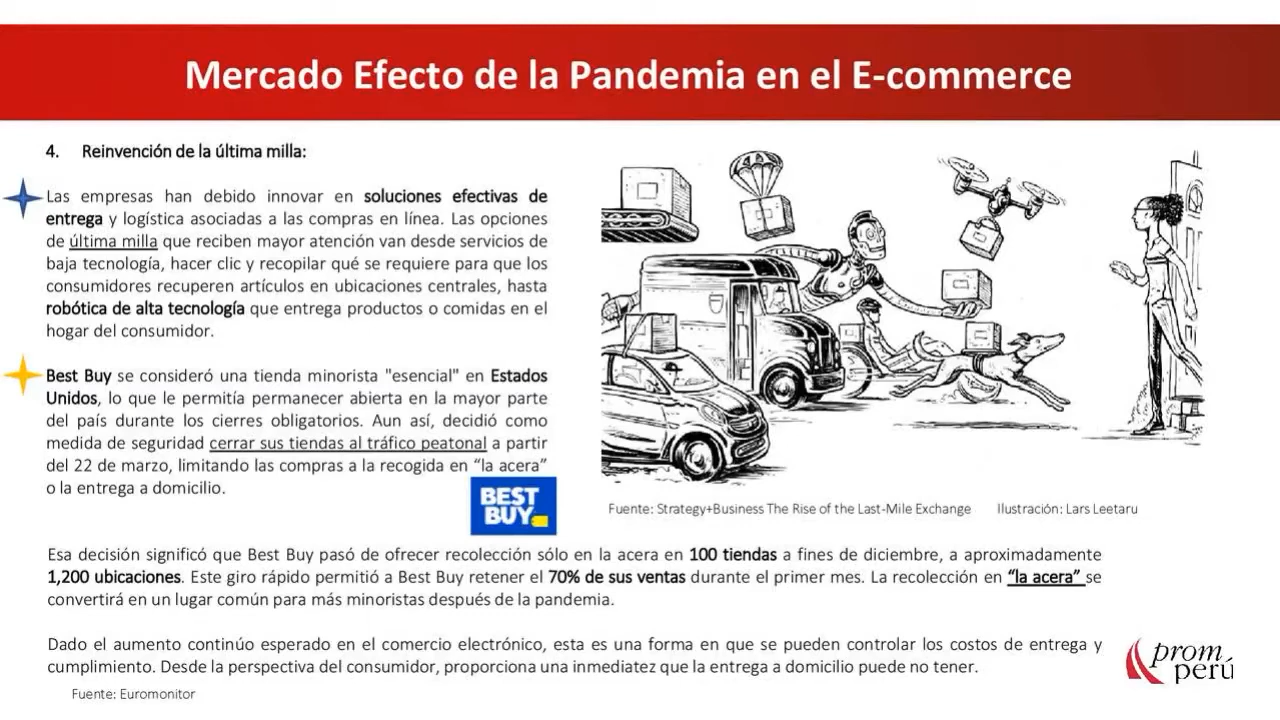 Mercado Efecto de la Pandemia en el E-commerce
4. Reinvención de la última milla:
Las empresas han debido innovar en soluciones efectivas de
entrega y logística asociadas a las compras en línea. Las opciones
de última milla que reciben mayor atención van desde servicios de
baja tecnología, hacer clic y recopilar qué se requiere para que los
consumidores recuperen artículos en ubicaciones centrales, hasta
robótica de alta tecnología que entrega productos o comidas en el
hogar del consumidor.
Best Buy se consideró una tienda minorista "esencial" en Estados
Unidos, lo que le permitía permanecer abierta en la mayor parte
del país durante los cierres obligatorios. Aun así, decidió como
medida de seguridad cerrar sus tiendas al tráfico peatonal a partir
del 22 de marzo, limitando las compras a la recogida en “la acera”
o la entrega a domicilio.
BEST
BUY
Fuente: Strategy+Business The Rise of the Last-Mile Exchange Ilustración: Lars Leetaru
Esa decisión significó que Best Buy pasó de ofrecer recolección sólo en la acera en 100 tiendas a fines de diciembre, a aproximadamente
1,200 ubicaciones. Este giro rápido permitió a Best Buy retener el 70% de sus ventas durante el primer mes. La recolección en “la acera” se
convertirá en un lugar común para más minoristas después de la pandemia.
Dado el aumento continúo esperado en el comercio electrónico, esta es una forma en que se pueden controlar los costos de entrega y
cumplimiento. Desde la perspectiva del consumidor, proporciona una inmediatez que la entrega a domicilio puede no tener.
Fuente: Euromonitor
prom
perú